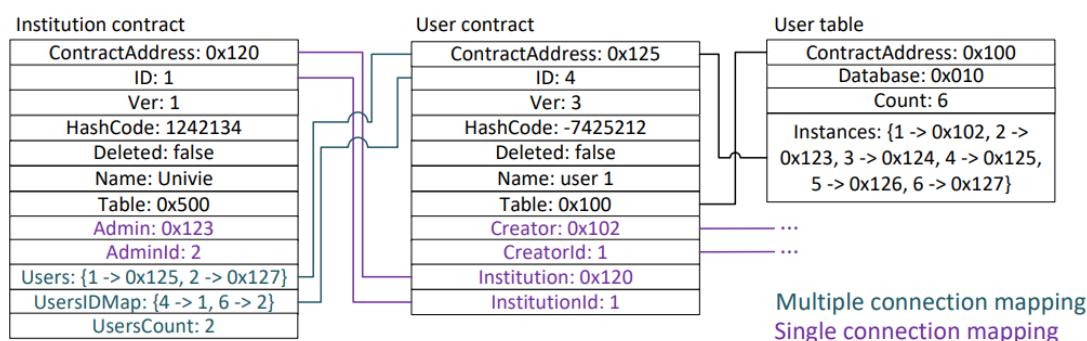 Institution contract
ContractAddress: 0x120
ID: 1
Ver: 1
HashCode: 1242134
Deleted: false
Name: Univie
Table: 0x500
Admin: 0x123
AdminId: 2
Users: {1 -> 0x125, 2 -> 0x127}
UsersIDMap: {4 -> 1, 6 -> 2}
UsersCount: 2
User contract
ContractAddress: 0x125
ID: 4
Ver: 3
HashCode: -7425212
Deleted: false
Name: user 1
Table: 0x100
Creator: 0x102
CreatorId: 1
Institution: 0x120
InstitutionId: 1
User table
ContractAddress: 0x100
Database: 0x010
Count: 6
Instances: {1 -> 0x102, 2 ->
0x123, 3 -> 0x124, 4 -> 0x125,
5 -> 0x126, 6 -> 0x127}
...
...
Multiple connection mapping
Single connection mapping